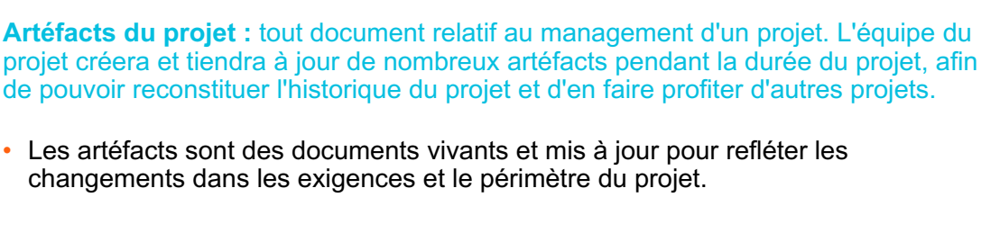 Artéfacts du projet : tout document relatif au management d'un projet. L'équipe du
projet créera et tiendra à jour de nombreux artéfacts pendant la durée du projet, afin
de pouvoir reconstituer l'historique du projet et d'en faire profiter d'autres projets.
• Les artéfacts sont des documents vivants et mis à jour pour refléter les
changements dans les exigences et le périmètre du projet.